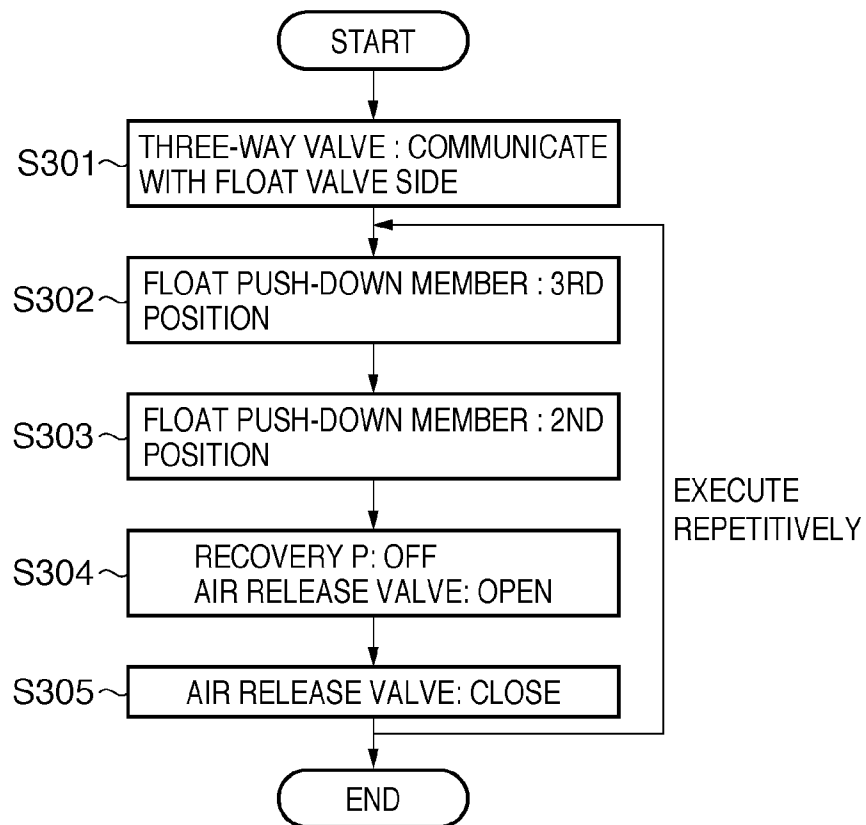 START
S301
THREE-WAY VALVE : COMMUNICATE
WITH FLOAT VALVE SIDE
S302
FLOAT PUSH-DOWN MEMBER : 3RD
POSITION
S303
FLOAT PUSH-DOWN MEMBER : 2ND
POSITION
EXECUTE
REPETITIVELY
S304
RECOVERY P: OFF
AIR RELEASE VALVE: OPEN
S305
AIR RELEASE VALVE: CLOSE
END